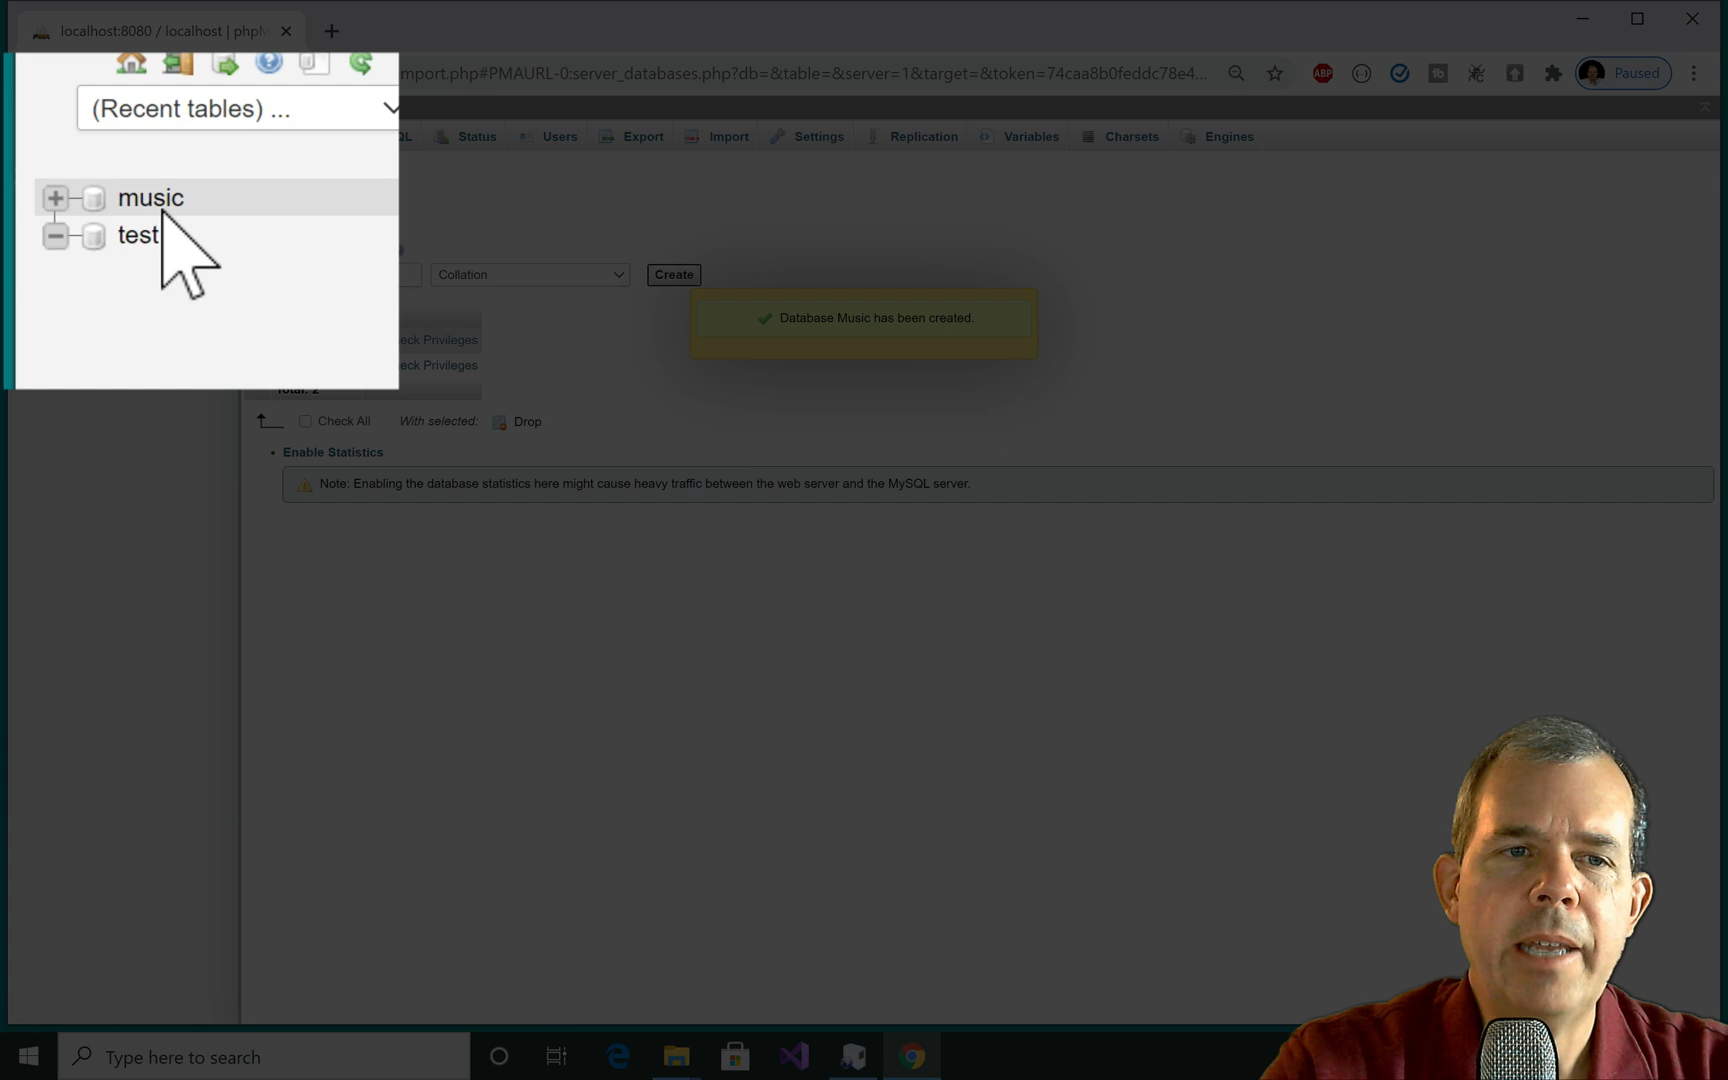 localhost:8080 / localhost | phpM
mport.php#PMAURL-0:server_databases.php?db=&table=&server=1&target=&token=74caa8b0feddc78e4...
ABP
Paused
(Recent tables) ...
QL Status Users Export Import Settings Replication Variables Charsets Engines
music
test
Collation
Create
Database Music has been created.
eck Privileges
eck Privileges
Total: 2
Check All With selected: Drop
Enable Statistics
Note: Enabling the database statistics here might cause heavy traffic between the web server and the MySQL server.
Type here to search